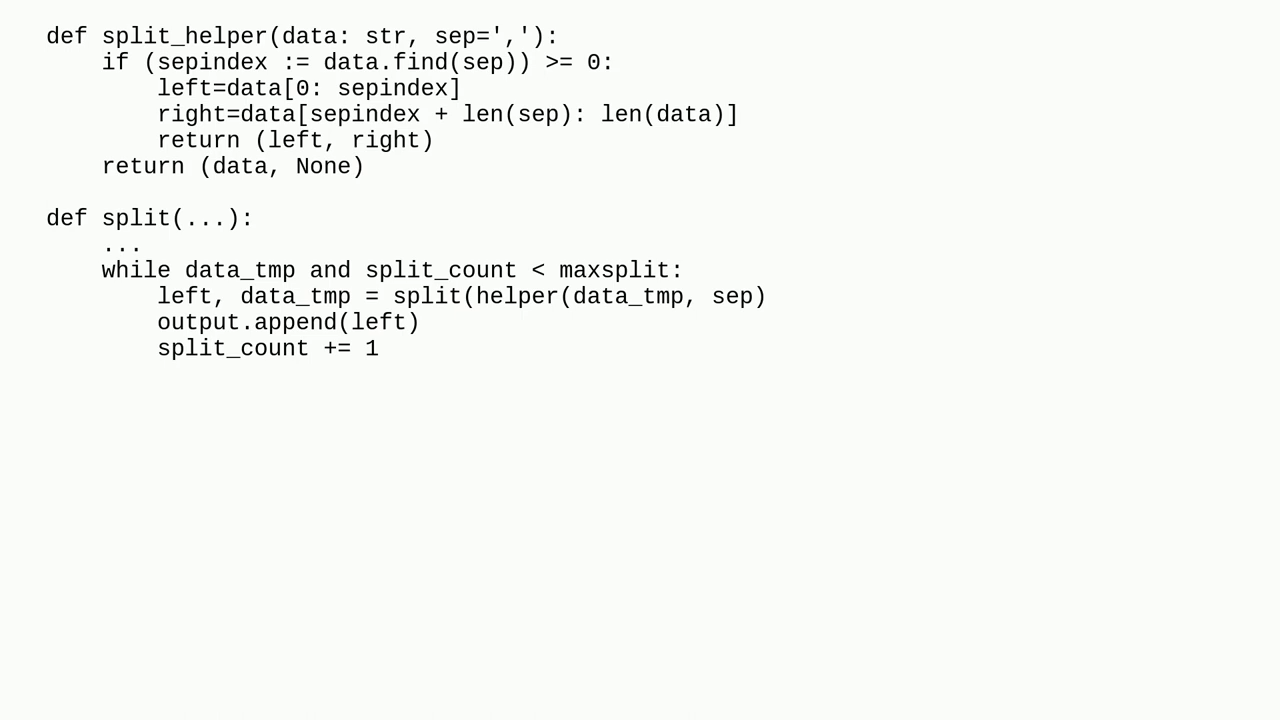 def split_helper(data: str, sep=','):
    if (sepindex := data.find(sep)) >= 0:
        left=data[0: sepindex]
        right=data[sepindex + len(sep): len(data)]
        return (left, right)
    return (data, None)

def split(...):
    ...
    while data_tmp and split_count < maxsplit:
        left, data_tmp = split(helper(data_tmp, sep)
        output.append(left)
        split_count += 1